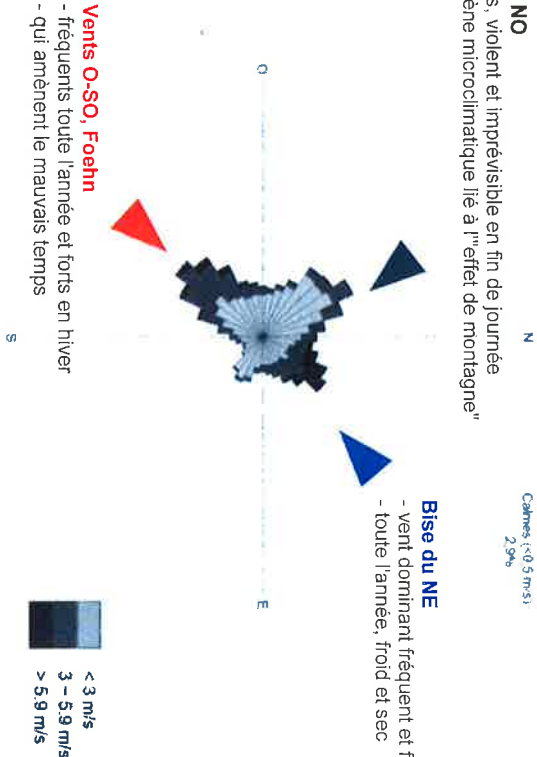 NO
violent et imprévisible en fin de journée
microclimatique lié à l'"effet de montagne"
N
Calmes (<0.5 m/s)
2.9%
Bise du NE
- vent dominant fréquent et
- toute l'année, froid et sec
O
E
Vents O-SO, Foehn
- fréquents toute l'année et forts en hiver
- qui amènent le mauvais temps
S
< 3 m/s
3 – 5.9 m/s
> 5.9 m/s